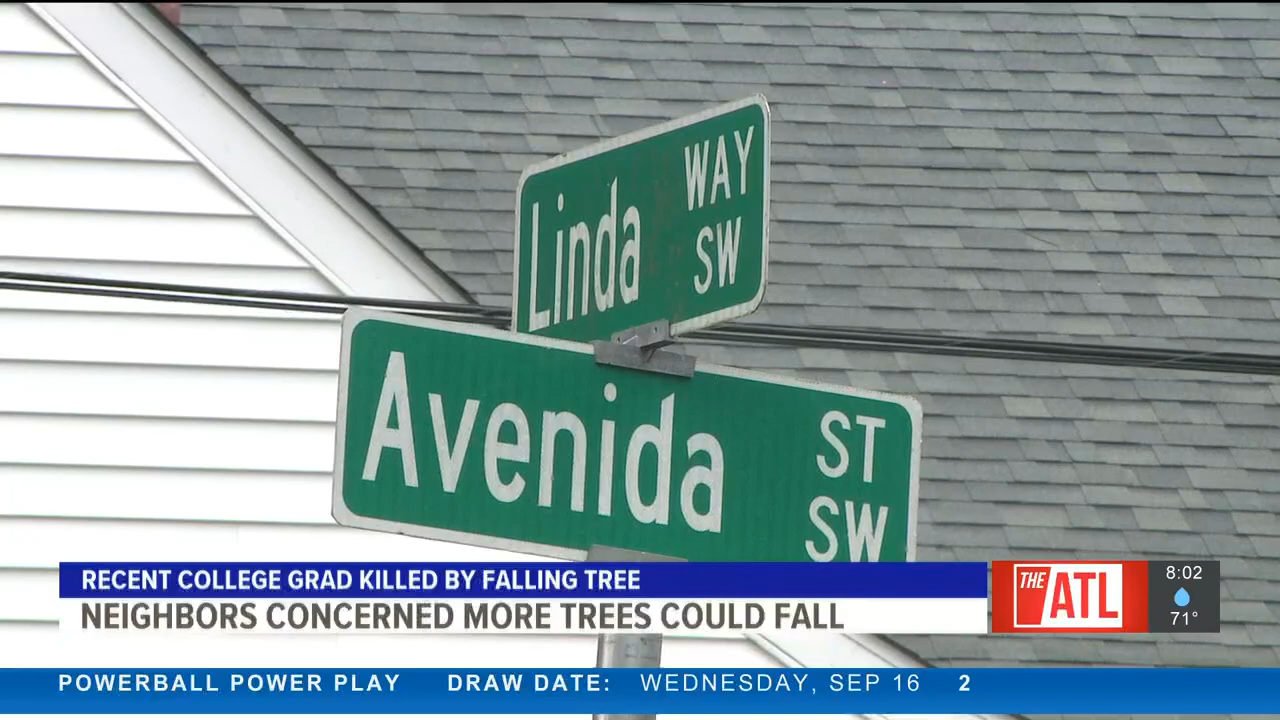 Linda WAY SW
Avenida ST SW
RECENT COLLEGE GRAD KILLED BY FALLING TREE
NEIGHBORS CONCERNED MORE TREES COULD FALL
THE ATL
8:02
71°
POWERBALL POWER PLAY DRAW DATE: WEDNESDAY, SEP 16 2